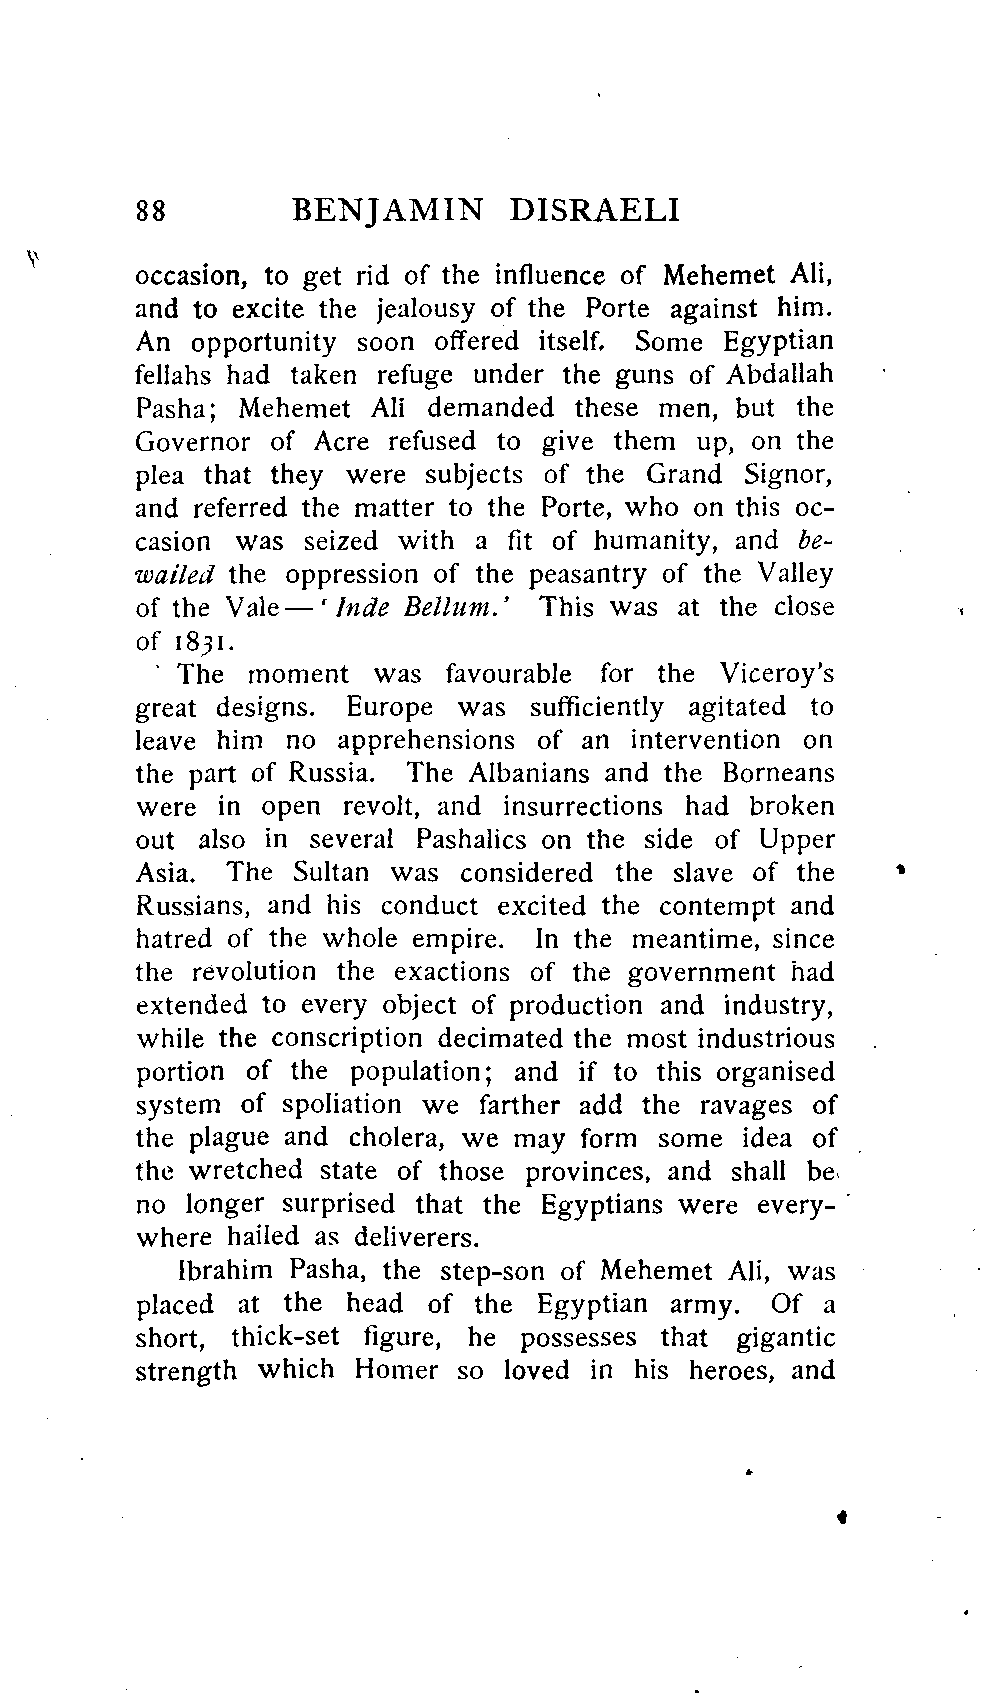 88 BENJAMIN DISRAELI
occasion, to get rid of the influence of Mehemet Ali,
and to excite the jealousy of the Porte against him.
An opportunity soon offered itself. Some Egyptian
fellahs had taken refuge under the guns of Abdallah
Pasha; Mehemet Ali demanded these men, but the
Governor of Acre refused to give them up, on the
plea that they were subjects of the Grand Signor,
and referred the matter to the Porte, who on this oc-
casion was seized with a fit of humanity, and be-
wailed the oppression of the peasantry of the Valley
of the Vale—‘Inde Bellum.’ This was at the close
of 1831.
The moment was favourable for the Viceroy's
great designs. Europe was sufficiently agitated to
leave him no apprehensions of an intervention on
the part of Russia. The Albanians and the Borneans
were in open revolt, and insurrections had broken
out also in several Pashalics on the side of Upper
Asia. The Sultan was considered the slave of the
Russians, and his conduct excited the contempt and
hatred of the whole empire. In the meantime, since
the revolution the exactions of the government had
extended to every object of production and industry,
while the conscription decimated the most industrious
portion of the population; and if to this organised
system of spoliation we farther add the ravages of
the plague and cholera, we may form some idea of
the wretched state of those provinces, and shall be
no longer surprised that the Egyptians were every-
where hailed as deliverers.
Ibrahim Pasha, the step-son of Mehemet Ali, was
placed at the head of the Egyptian army. Of a
short, thick-set figure, he possesses that gigantic
strength which Homer so loved in his heroes, and